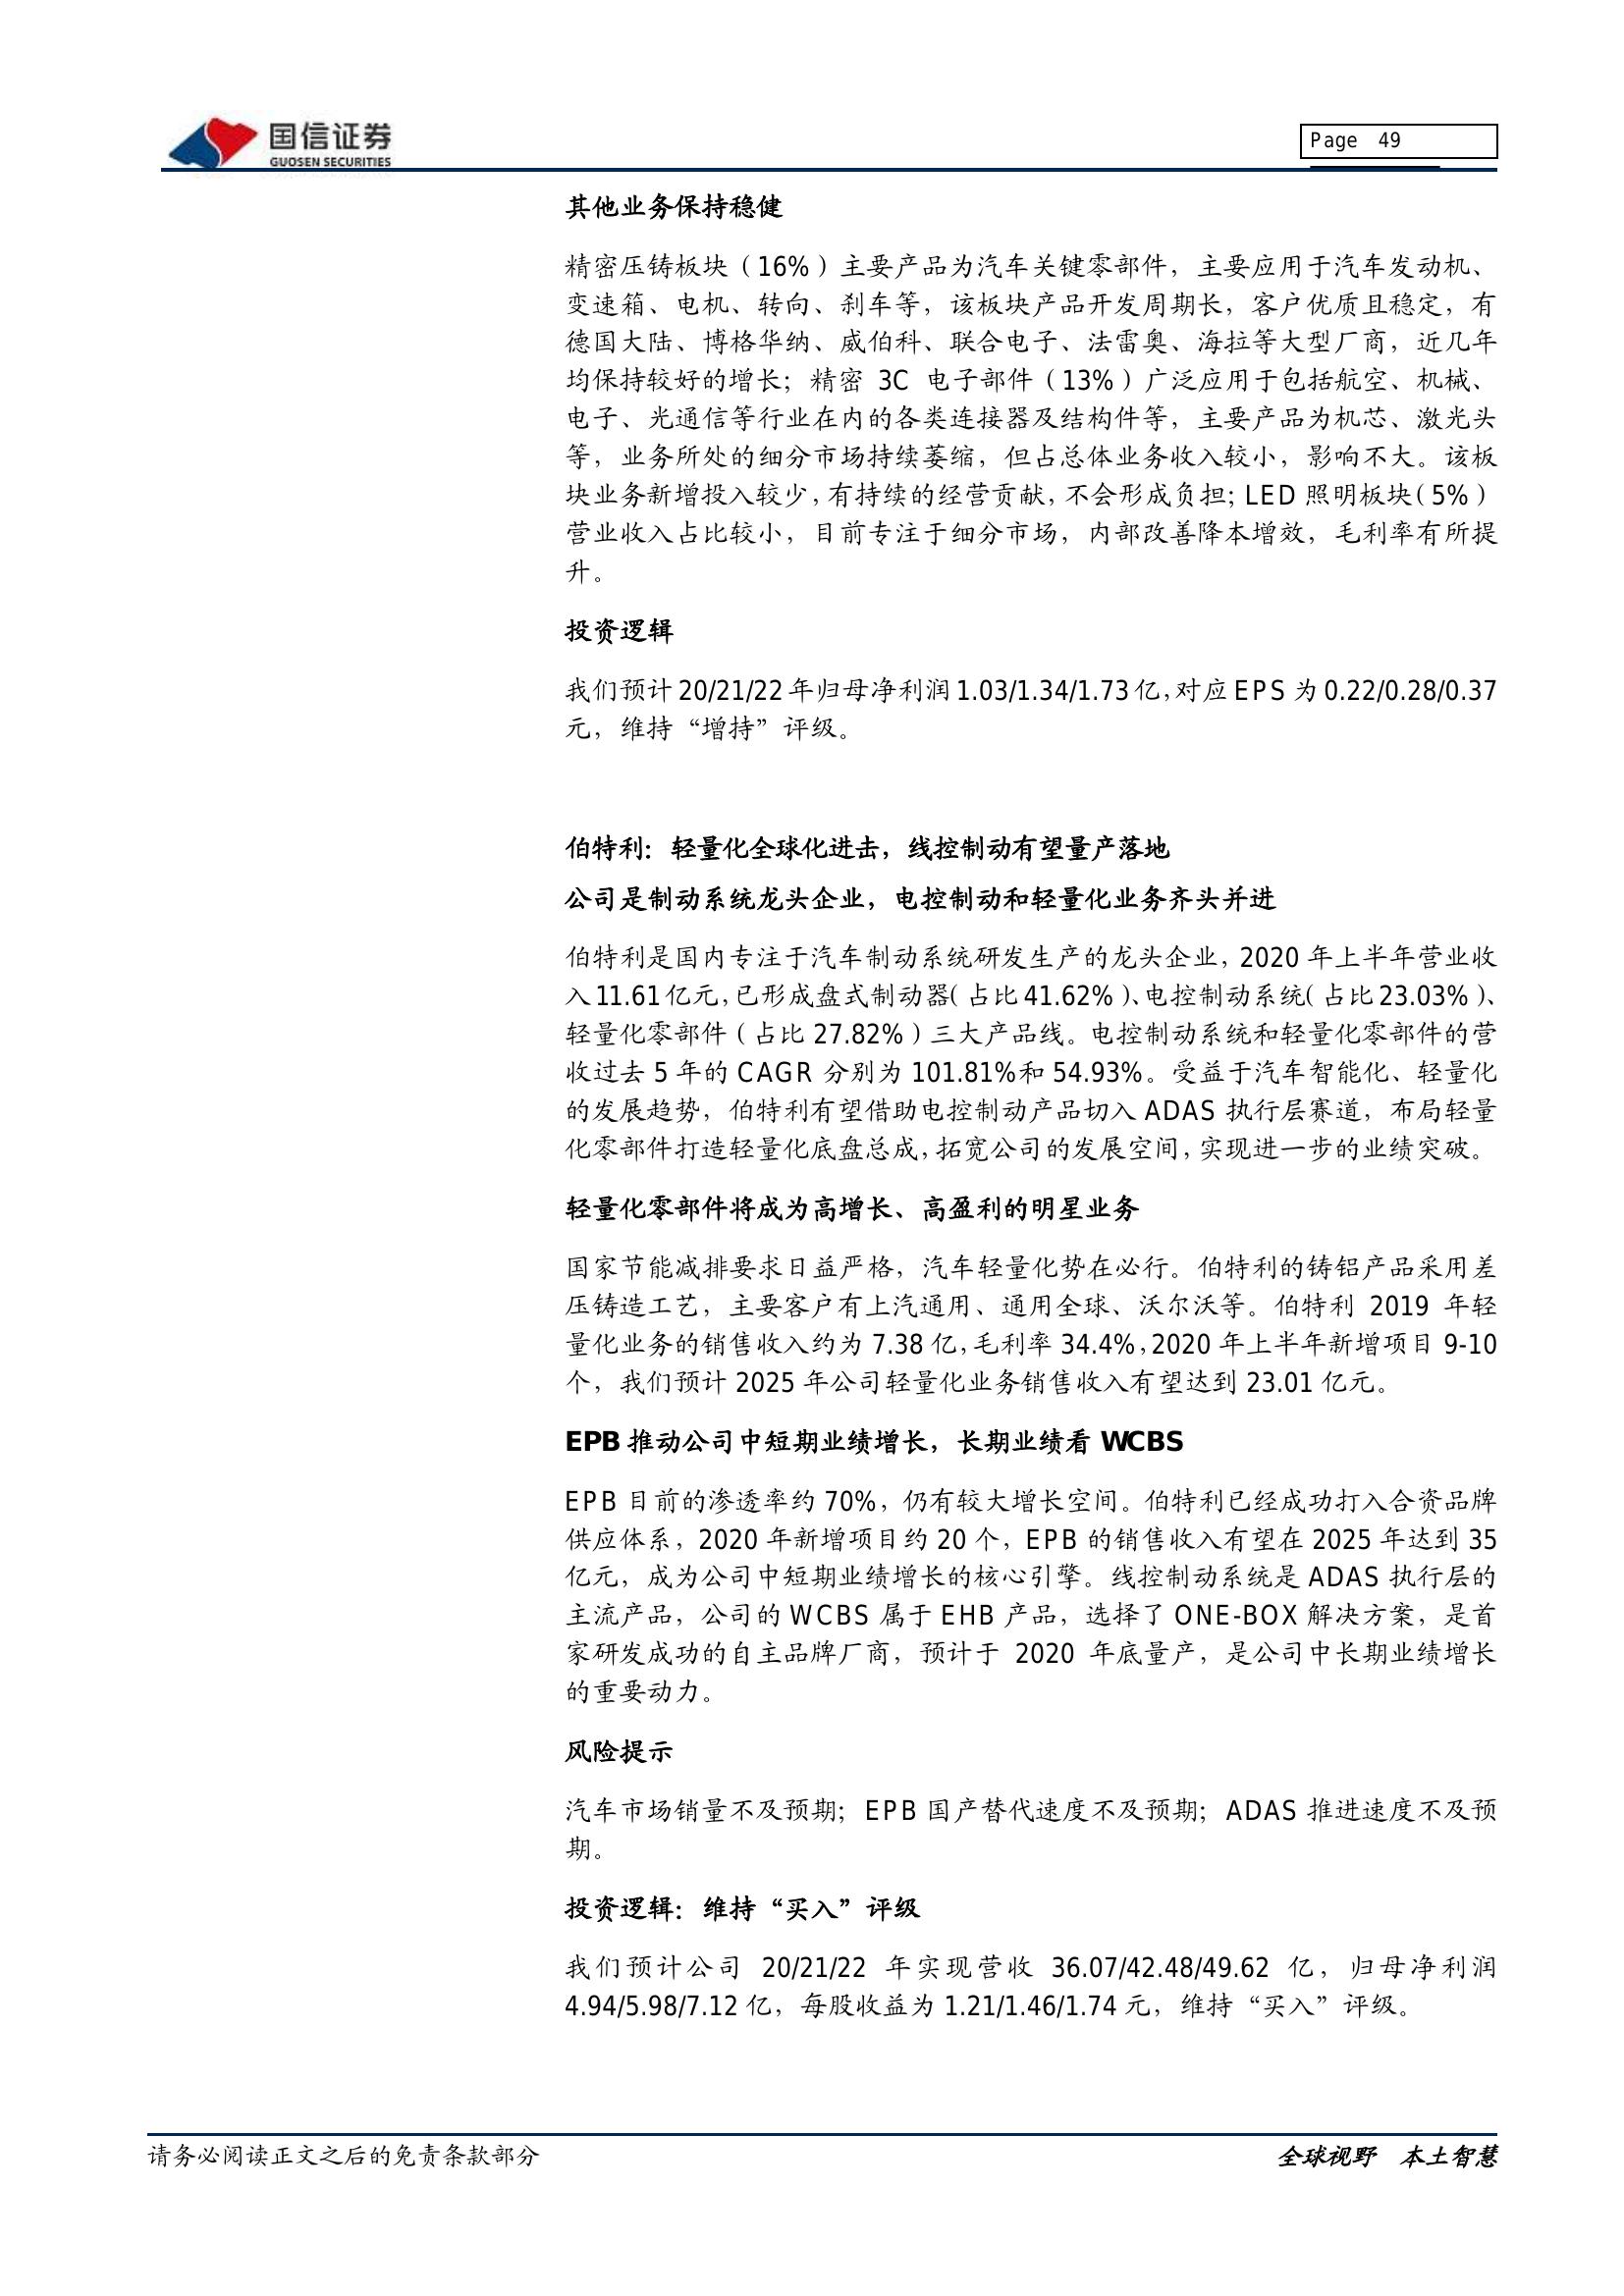 国信证券
GUOSEN SECURITIES
Page 49
其他业务保持稳健
精密压铸板块（16%）主要产品为汽车关键零部件，主要应用于汽车发动机、
变速箱、电机、转向、刹车等，该板块产品开发周期长，客户优质且稳定，有
德国大陆、博格华纳、威伯科、联合电子、法雷奥、海拉等大型厂商，近几年
均保持较好的增长；精密 3C 电子部件（13%）广泛应用于包括航空、机械、
电子、光通信等行业在内的各类连接器及结构件等，主要产品为机芯、激光头
等，业务所处的细分市场持续萎缩，但占总体业务收入较小，影响不大。该板
块业务新增投入较少，有持续的经营贡献，不会形成负担；LED 照明板块（5%）
营业收入占比较小，目前专注于细分市场，内部改善降本增效，毛利率有所提
升。
投资逻辑
我们预计 20/21/22 年归母净利润 1.03/1.34/1.73 亿，对应 EPS 为 0.22/0.28/0.37
元，维持“增持”评级。
伯特利：轻量化全球化进击，线控制动有望量产落地
公司是制动系统龙头企业，电控制动和轻量化业务齐头并进
伯特利是国内专注于汽车制动系统研发生产的龙头企业，2020 年上半年营业收
入 11.61 亿元，已形成盘式制动器（占比 41.62%）、电控制动系统（占比 23.03%）、
轻量化零部件（占比 27.82%）三大产品线。电控制动系统和轻量化零部件的营
收过去 5 年的 CAGR 分别为 101.81%和 54.93%。受益于汽车智能化、轻量化
的发展趋势，伯特利有望借助电控制动产品切入 ADAS 执行层赛道，布局轻量
化零部件打造轻量化底盘总成，拓宽公司的发展空间，实现进一步的业绩突破。
轻量化零部件将成为高增长、高盈利的明星业务
国家节能减排要求日益严格，汽车轻量化势在必行。伯特利的铸铝产品采用差
压铸造工艺，主要客户有上汽通用、通用全球、沃尔沃等。伯特利 2019 年轻
量化业务的销售收入约为 7.38 亿，毛利率 34.4%，2020 年上半年新增项目 9-10
个，我们预计 2025 年公司轻量化业务销售收入有望达到 23.01 亿元。
EPB 推动公司中短期业绩增长，长期业绩看 WCBS
EPB 目前的渗透率约 70%，仍有较大增长空间。伯特利已经成功打入合资品牌
供应体系，2020 年新增项目约 20 个，EPB 的销售收入有望在 2025 年达到 35
亿元，成为公司中短期业绩增长的核心引擎。线控制动系统是 ADAS 执行层的
主流产品，公司的 WCBS 属于 EHB 产品，选择了 ONE-BOX 解决方案，是首
家研发成功的自主品牌厂商，预计于 2020 年底量产，是公司中长期业绩增长
的重要动力。
风险提示
汽车市场销量不及预期；EPB 国产替代速度不及预期；ADAS 推进速度不及预
期。
投资逻辑：维持“买入”评级
我们预计公司 20/21/22 年实现营收 36.07/42.48/49.62 亿，归母净利润
4.94/5.98/7.12 亿，每股收益为 1.21/1.46/1.74 元，维持“买入”评级。
请务必阅读正文之后的免责条款部分
全球视野 本土智慧